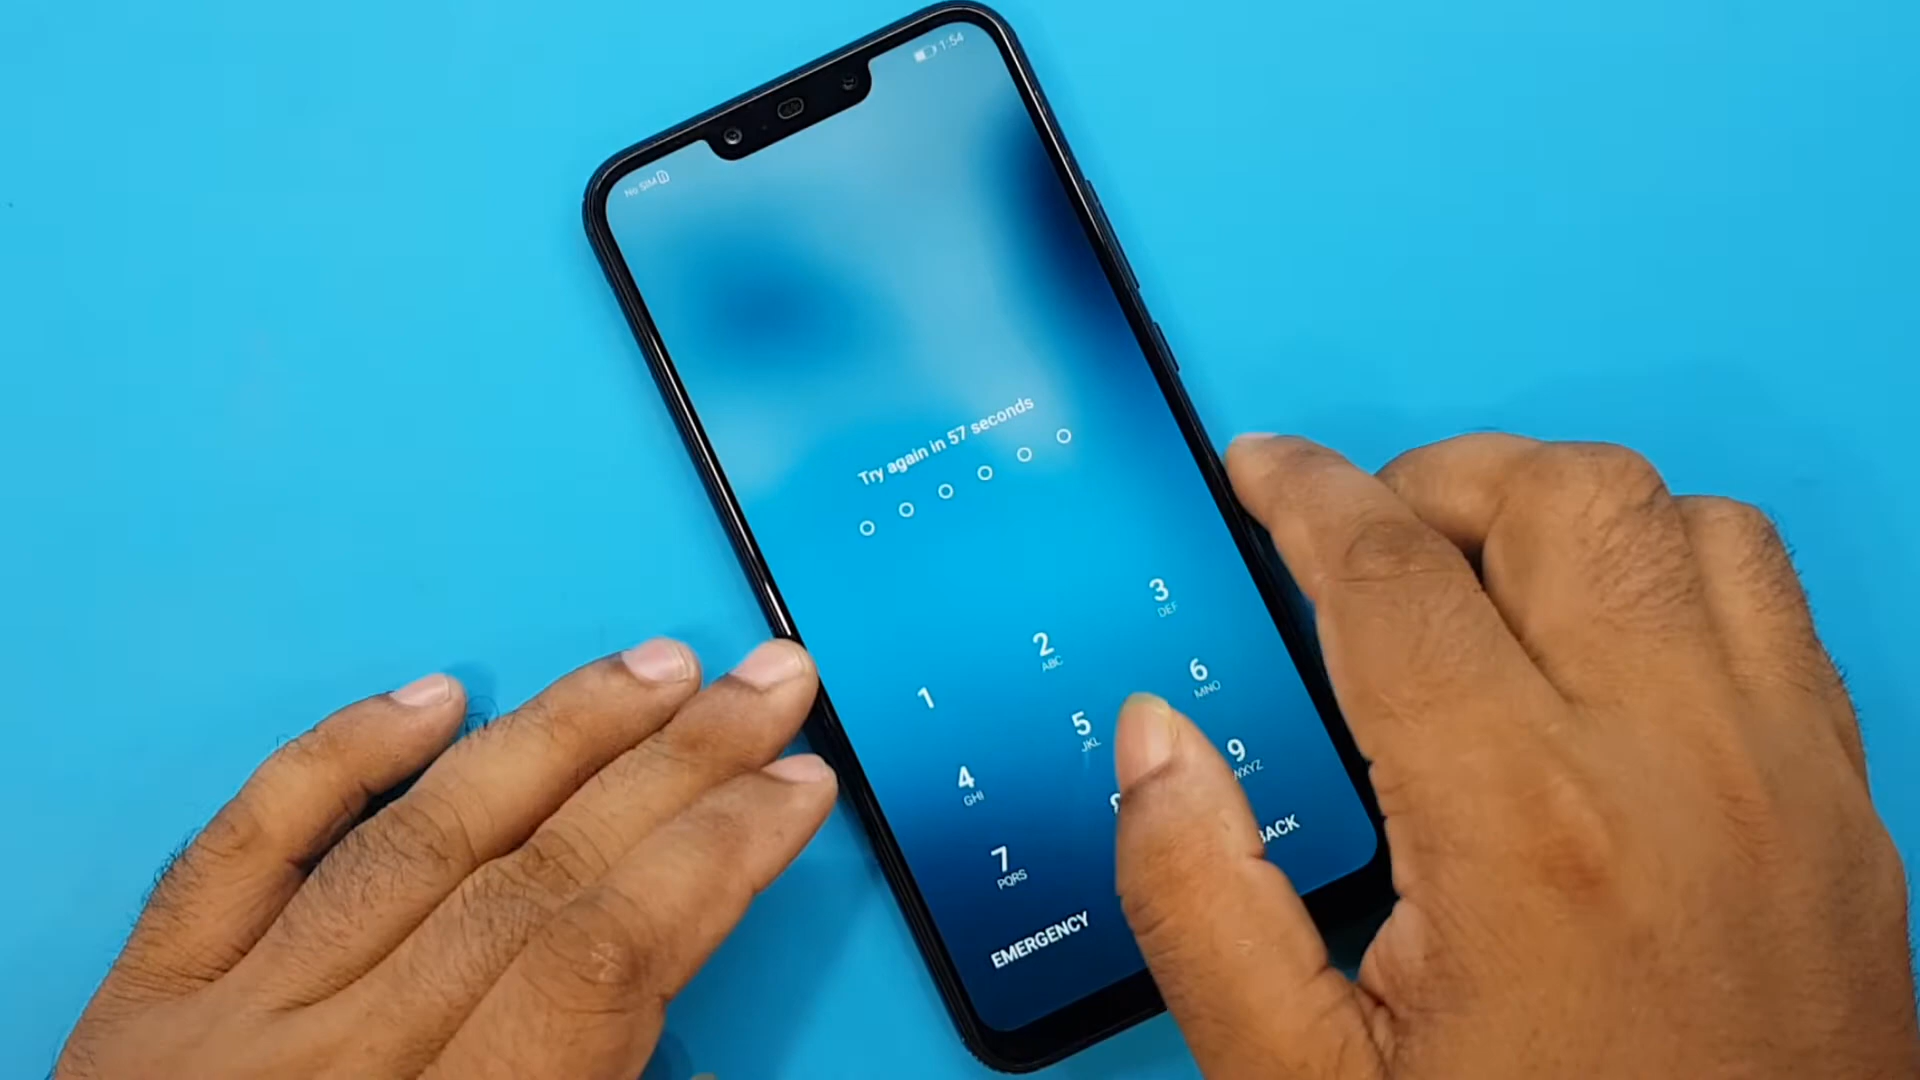 No SIM
1:54
Try again in 57 seconds
1
2
ABC
3
DEF
4
GHI
5
JKL
6
MNO
7
PQRS
9
WXYZ
EMERGENCY
BACK